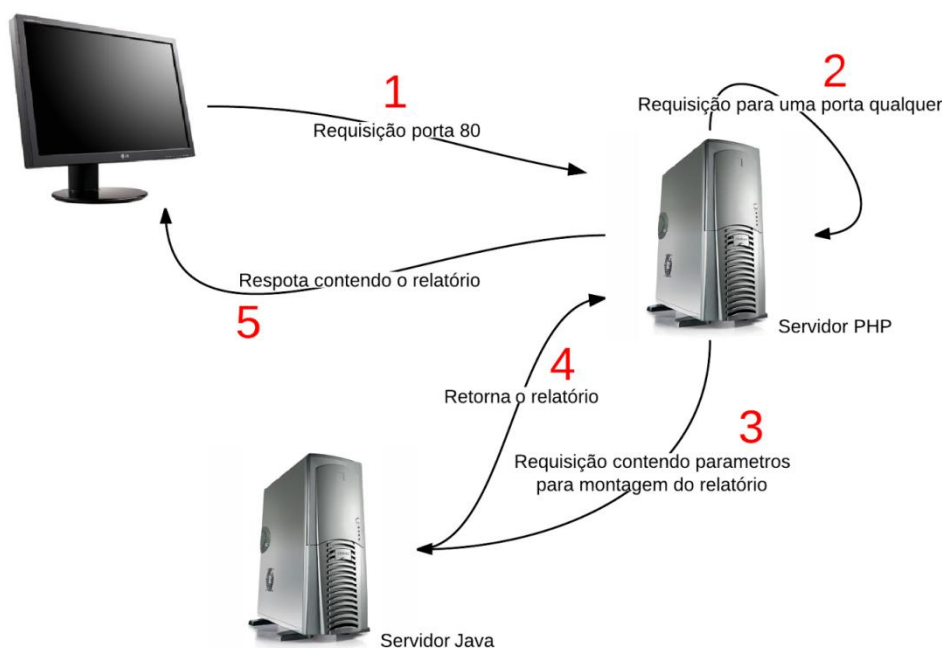 1
Requisição porta 80
2
Requisição para uma porta qualquer
Respota contendo o relatório
5
Servidor PHP
4
Retorna o relatório
3
Requisição contendo parametros
para montagem do relatório
Servidor Java